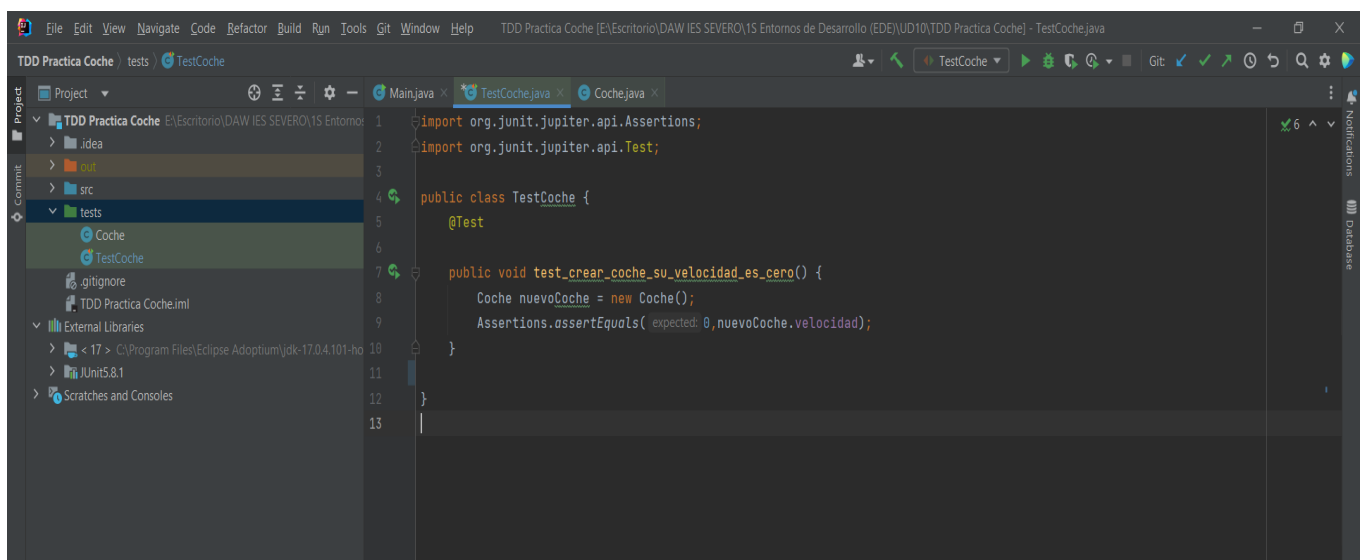 File Edit View Navigate Code Refactor Build Run Tools Git Window Help TDD Practica Coche [E:\Escritorio\DAW IES SEVERO\1S Entornos de Desarrollo (EDE)\UD10\TDD Practica Coche] - TestCoche.java
TDD Practica Coche tests TestCoche TestCoche Git:
Project Main.java TestCoche.java Coche.java
Project
Commit
TDD Practica Coche E:\Escritorio\DAW IES SEVERO\1S Entornos
.idea
out
src
tests
Coche
TestCoche
.gitignore
TDD Practica Coche.iml
External Libraries
< 17 > C:\Program Files\Eclipse Adoptium\jdk-17.0.4.101-ho
JUnit5.8.1
Scratches and Consoles
1 import org.junit.jupiter.api.Assertions;
2 import org.junit.jupiter.api.Test;
3
4 public class TestCoche {
5 @Test
6
7 public void test_crear_coche_su_velocidad_es_cero() {
8 Coche nuevoCoche = new Coche();
9 Assertions.assertEquals( expected: 0,nuevoCoche.velocidad);
10 }
11
12 }
13
6
Notifications
Database